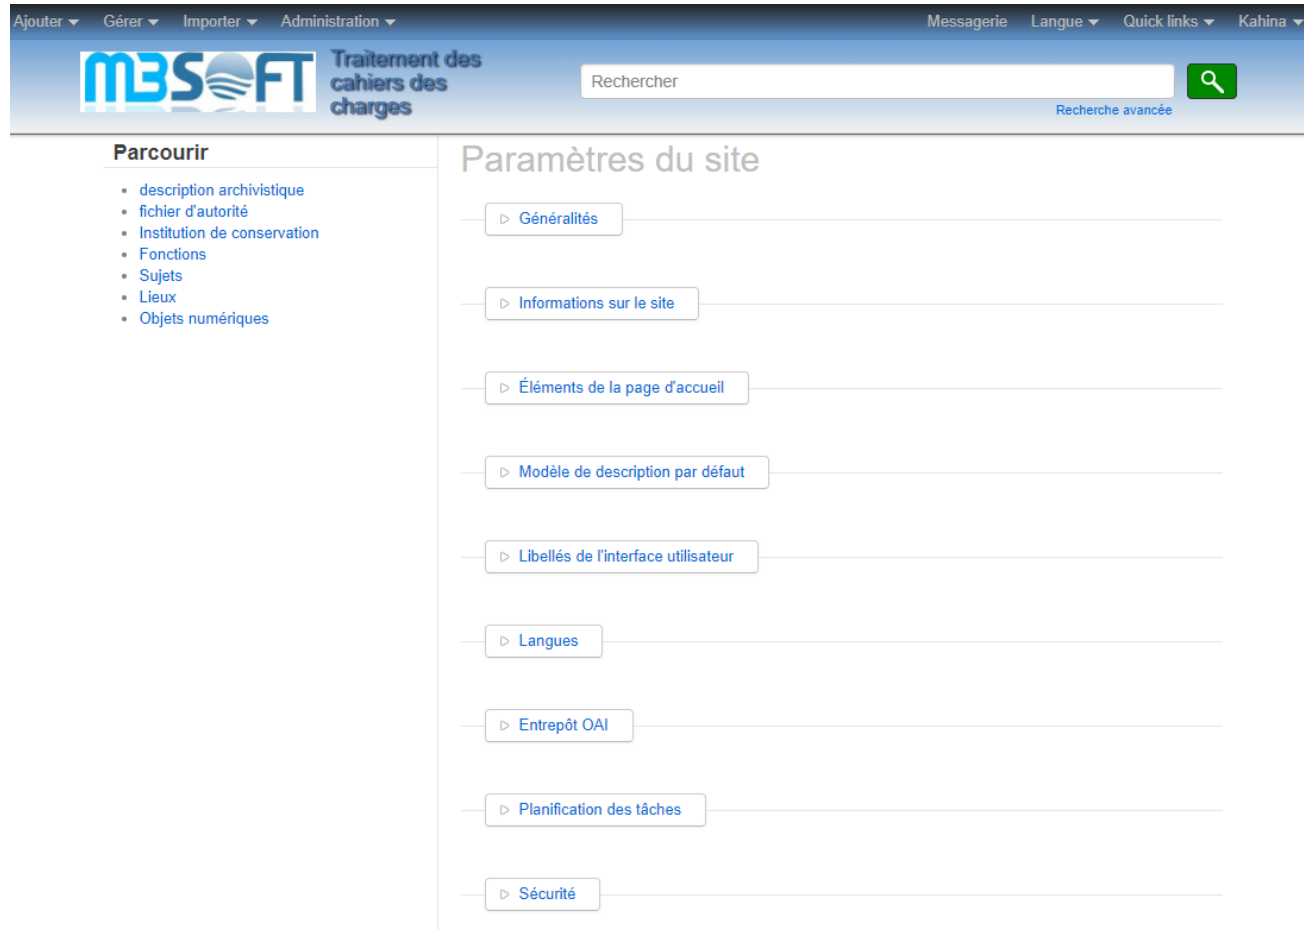 Ajouter Gérer Importer Administration Messagerie Langue Quick links Kahina
MBSOFT
Traitement des
cahiers des
charges
Rechercher
Recherche avancée
Parcourir
description archivistique
fichier d'autorité
Institution de conservation
Fonctions
Sujets
Lieux
Objets numériques
Paramètres du site
Généralités
Informations sur le site
Éléments de la page d'accueil
Modèle de description par défaut
Libellés de l'interface utilisateur
Langues
Entrepôt OAI
Planification des tâches
Sécurité